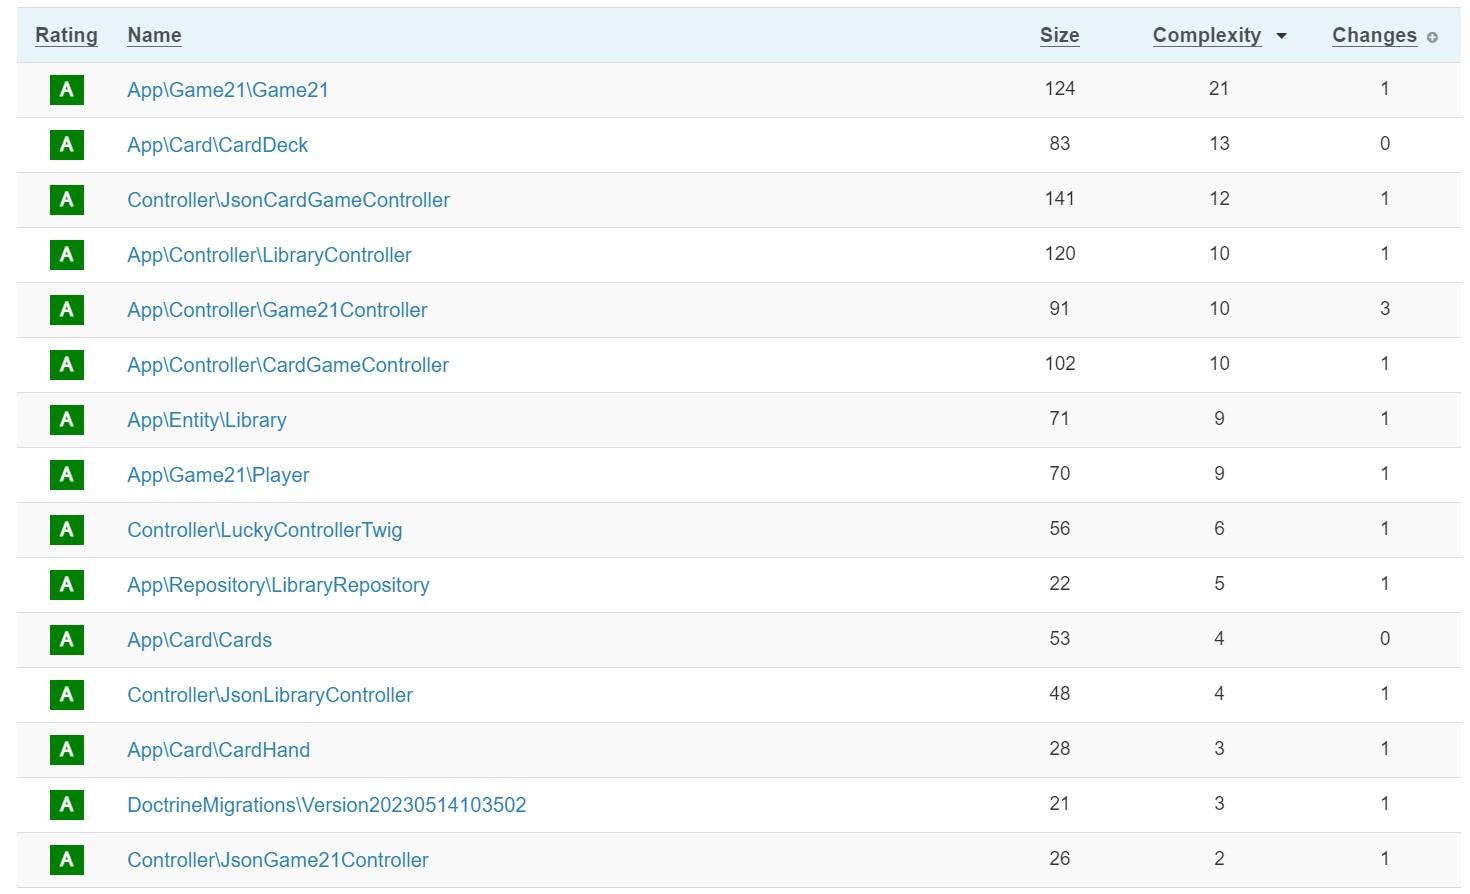 Rating Name Size Complexity Changes
A App\Game21\Game21 124 21 1
A App\Card\CardDeck 83 13 0
A Controller\JsonCardGameController 141 12 1
A App\Controller\LibraryController 120 10 1
A App\Controller\Game21Controller 91 10 3
A App\Controller\CardGameController 102 10 1
A App\Entity\Library 71 9 1
A App\Game21\Player 70 9 1
A Controller\LuckyControllerTwig 56 6 1
A App\Repository\LibraryRepository 22 5 1
A App\Card\Cards 53 4 0
A Controller\JsonLibraryController 48 4 1
A App\Card\CardHand 28 3 1
A DoctrineMigrations\Version20230514103502 21 3 1
A Controller\JsonGame21Controller 26 2 1